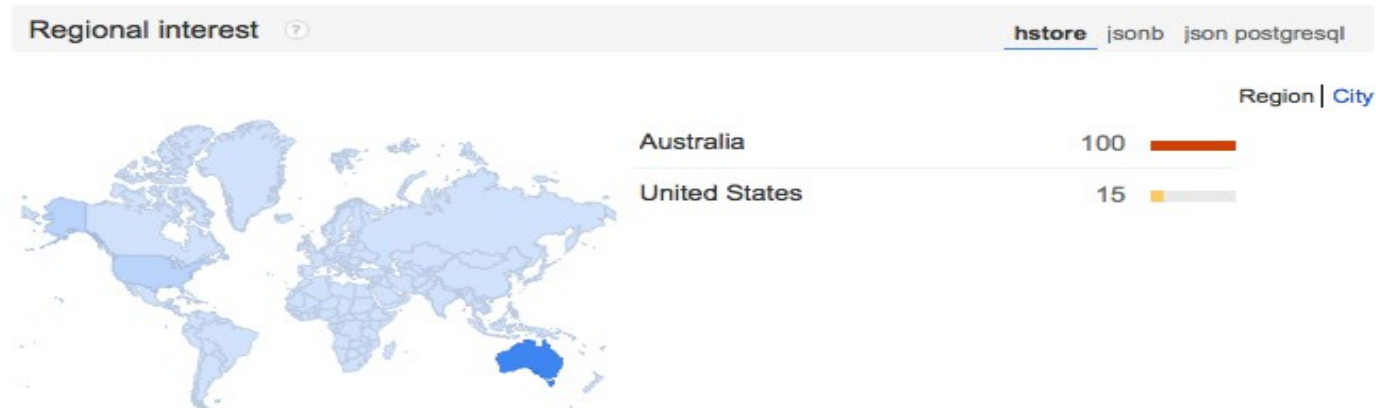 Regional interest ? hstore jsonb json postgresql
Region | City
Australia 100
United States 15